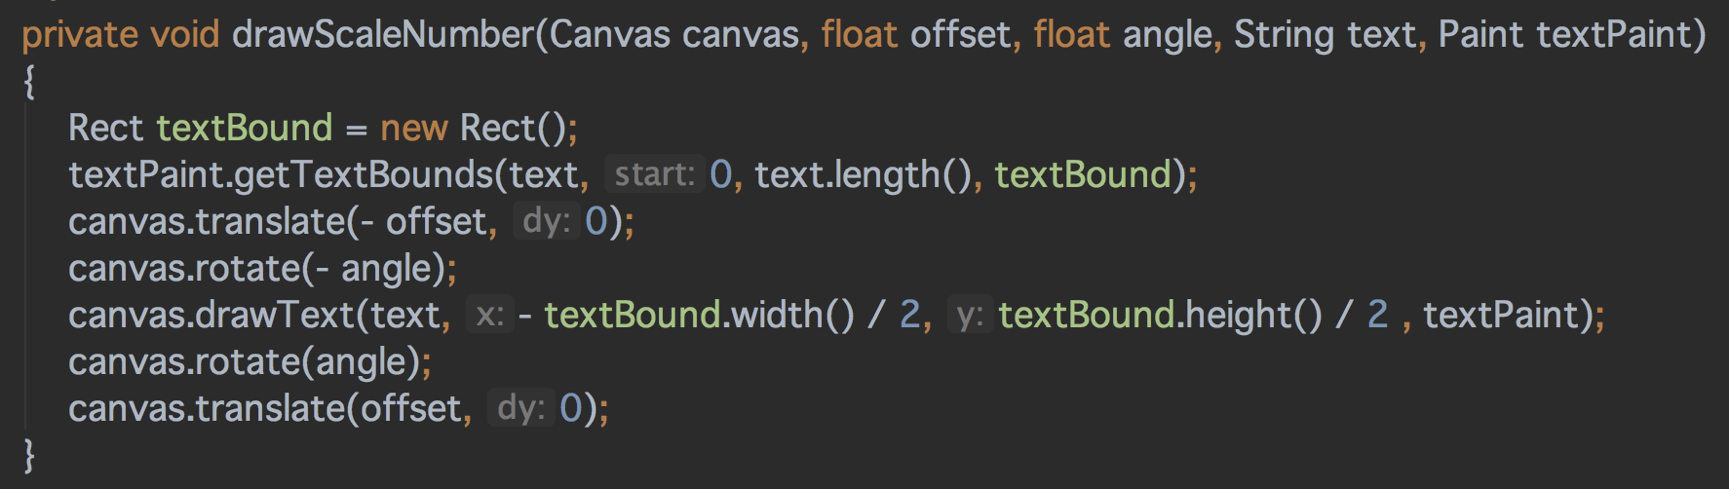 private void drawScaleNumber(Canvas canvas, float offset, float angle, String text, Paint textPaint)
{
Rect textBound = new Rect();
textPaint.getTextBounds(text, start: 0, text.length(), textBound);
canvas.translate(- offset, dy: 0);
canvas.rotate(- angle);
canvas.drawText(text, x: - textBound.width() / 2, y: textBound.height() / 2 , textPaint);
canvas.rotate(angle);
canvas.translate(offset, dy: 0);
}